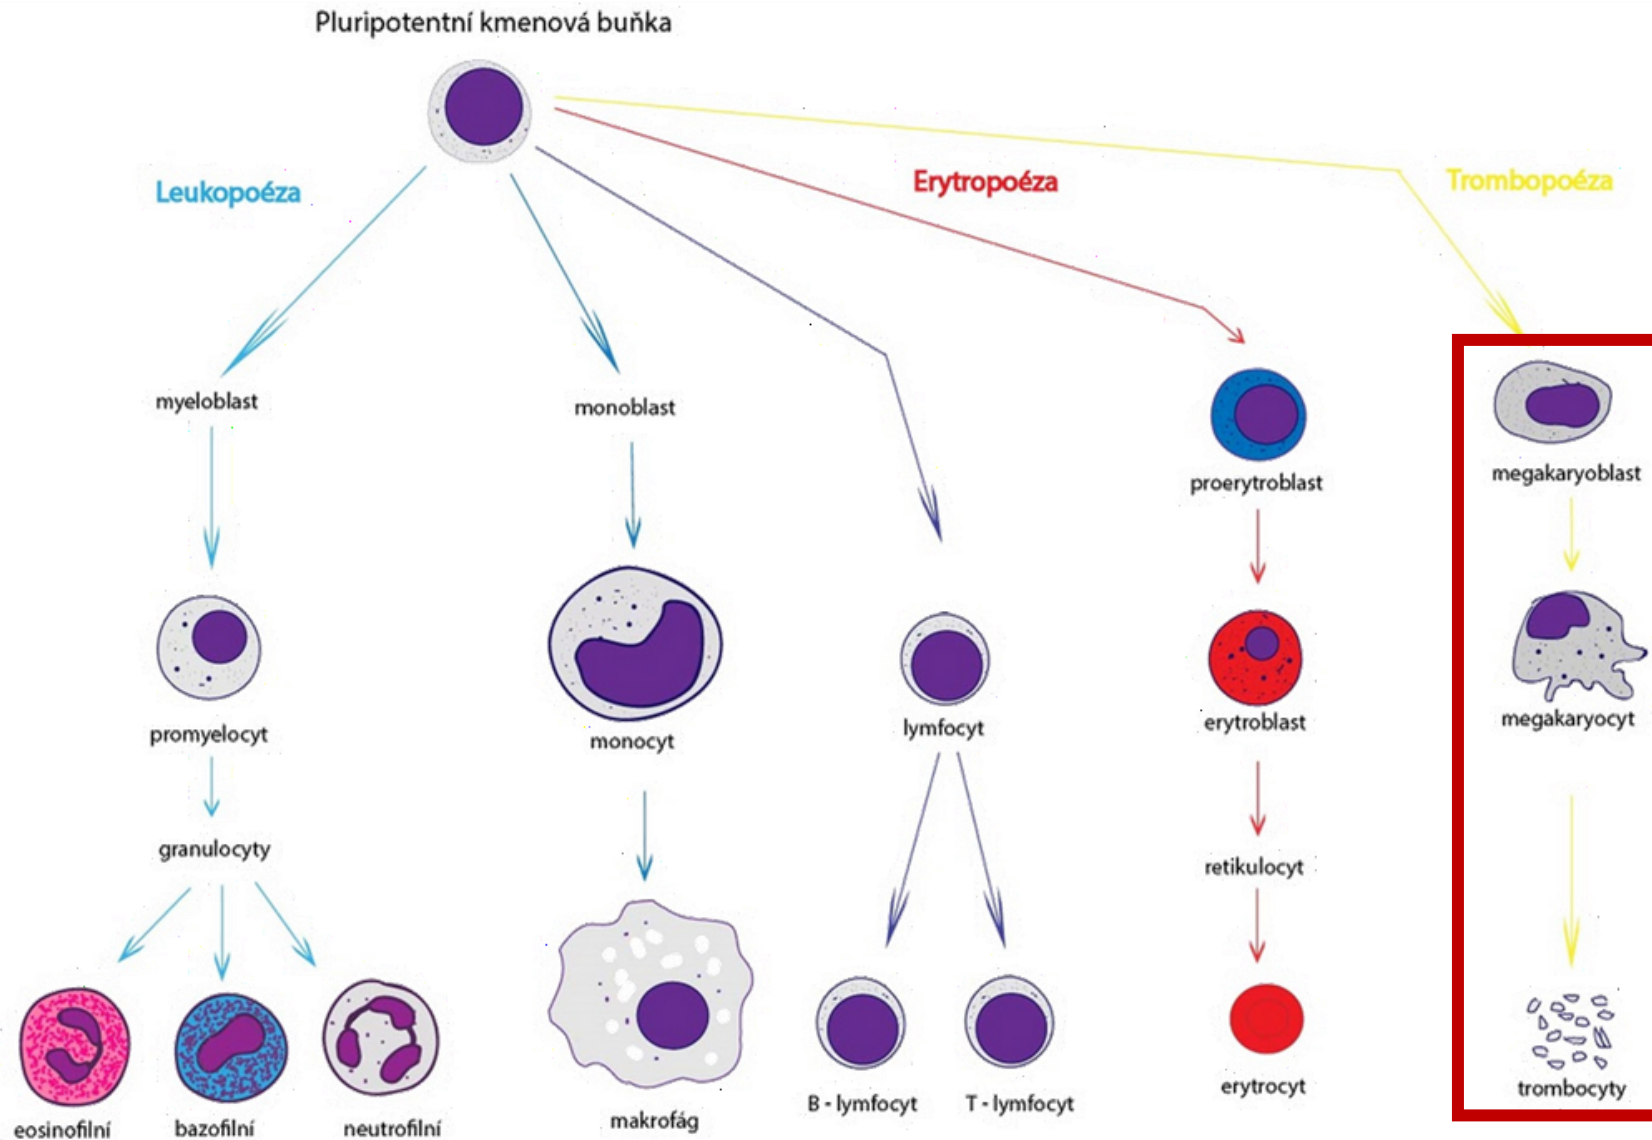 Pluripotentní kmenová buňka
Leukopoéza
Erytropoéza
Trombopoéza
myeloblast
monoblast
proerytroblast
megakaryoblast
promyelocyt
monocyt
lymfocyt
erytroblast
megakaryocyt
granulocyty
retikulocyt
eosinofilní
bazofilní
neutrofilní
makrofág
B - lymfocyt
T - lymfocyt
erytrocyt
trombocyty